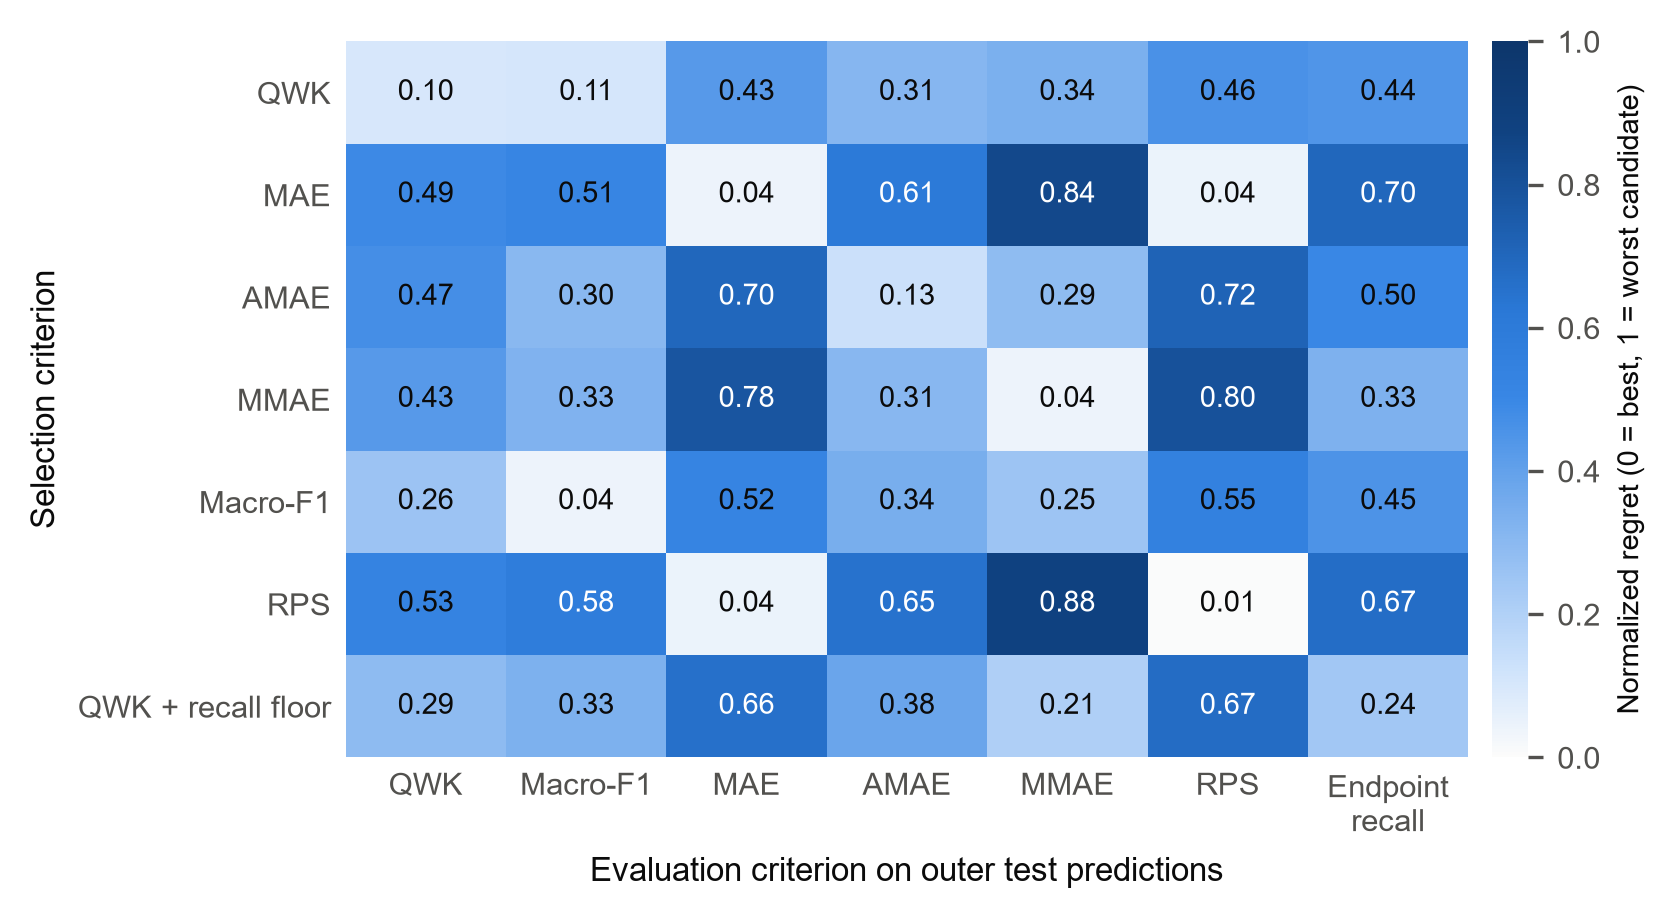 QWK 0.10 0.11 0.43 0.31 0.34 0.46 0.44
MAE 0.49 0.51 0.04 0.61 0.84 0.04 0.70
AMAE 0.47 0.30 0.70 0.13 0.29 0.72 0.50
MMAE 0.43 0.33 0.78 0.31 0.04 0.80 0.33
Macro-F1 0.26 0.04 0.52 0.34 0.25 0.55 0.45
RPS 0.53 0.58 0.04 0.65 0.88 0.01 0.67
QWK + recall floor 0.29 0.33 0.66 0.38 0.21 0.67 0.24
QWK Macro-F1 MAE AMAE MMAE RPS Endpoint
recall
Evaluation criterion on outer test predictions
Selection criterion
1.0
0.8
0.6
0.4
0.2
0.0
Normalized regret (0 = best, 1 = worst candidate)